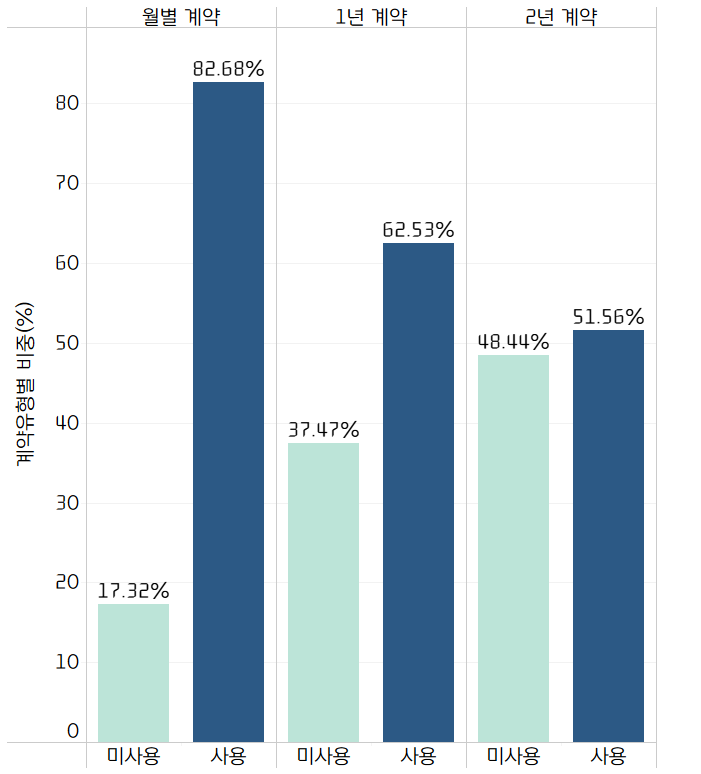 월별 계약
1년 계약
2년 계약
계약유형별 비중(%)
80
70
60
50
40
30
20
10
0
17.32%
82.68%
37.47%
62.53%
48.44%
51.56%
미사용
사용
미사용
사용
미사용
사용